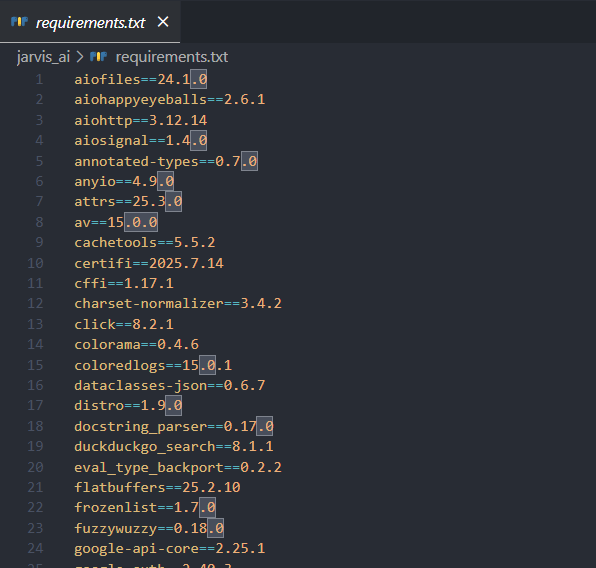 requirements.txt ×
jarvis_ai > requirements.txt
1 aiofiles==24.1.0
2 aiohappyeyeballs==2.6.1
3 aiohttp==3.12.14
4 aiosignal==1.4.0
5 annotated-types==0.7.0
6 anyio==4.9.0
7 attrs==25.3.0
8 av==15.0.0
9 cachetools==5.5.2
10 certifi==2025.7.14
11 cffi==1.17.1
12 charset-normalizer==3.4.2
13 click==8.2.1
14 colorama==0.4.6
15 coloredlogs==15.0.1
16 dataclasses-json==0.6.7
17 distro==1.9.0
18 docstring_parser==0.17.0
19 duckduckgo_search==8.1.1
20 eval_type_backport==0.2.2
21 flatbuffers==25.2.10
22 frozenlist==1.7.0
23 fuzzywuzzy==0.18.0
24 google-api-core==2.25.1